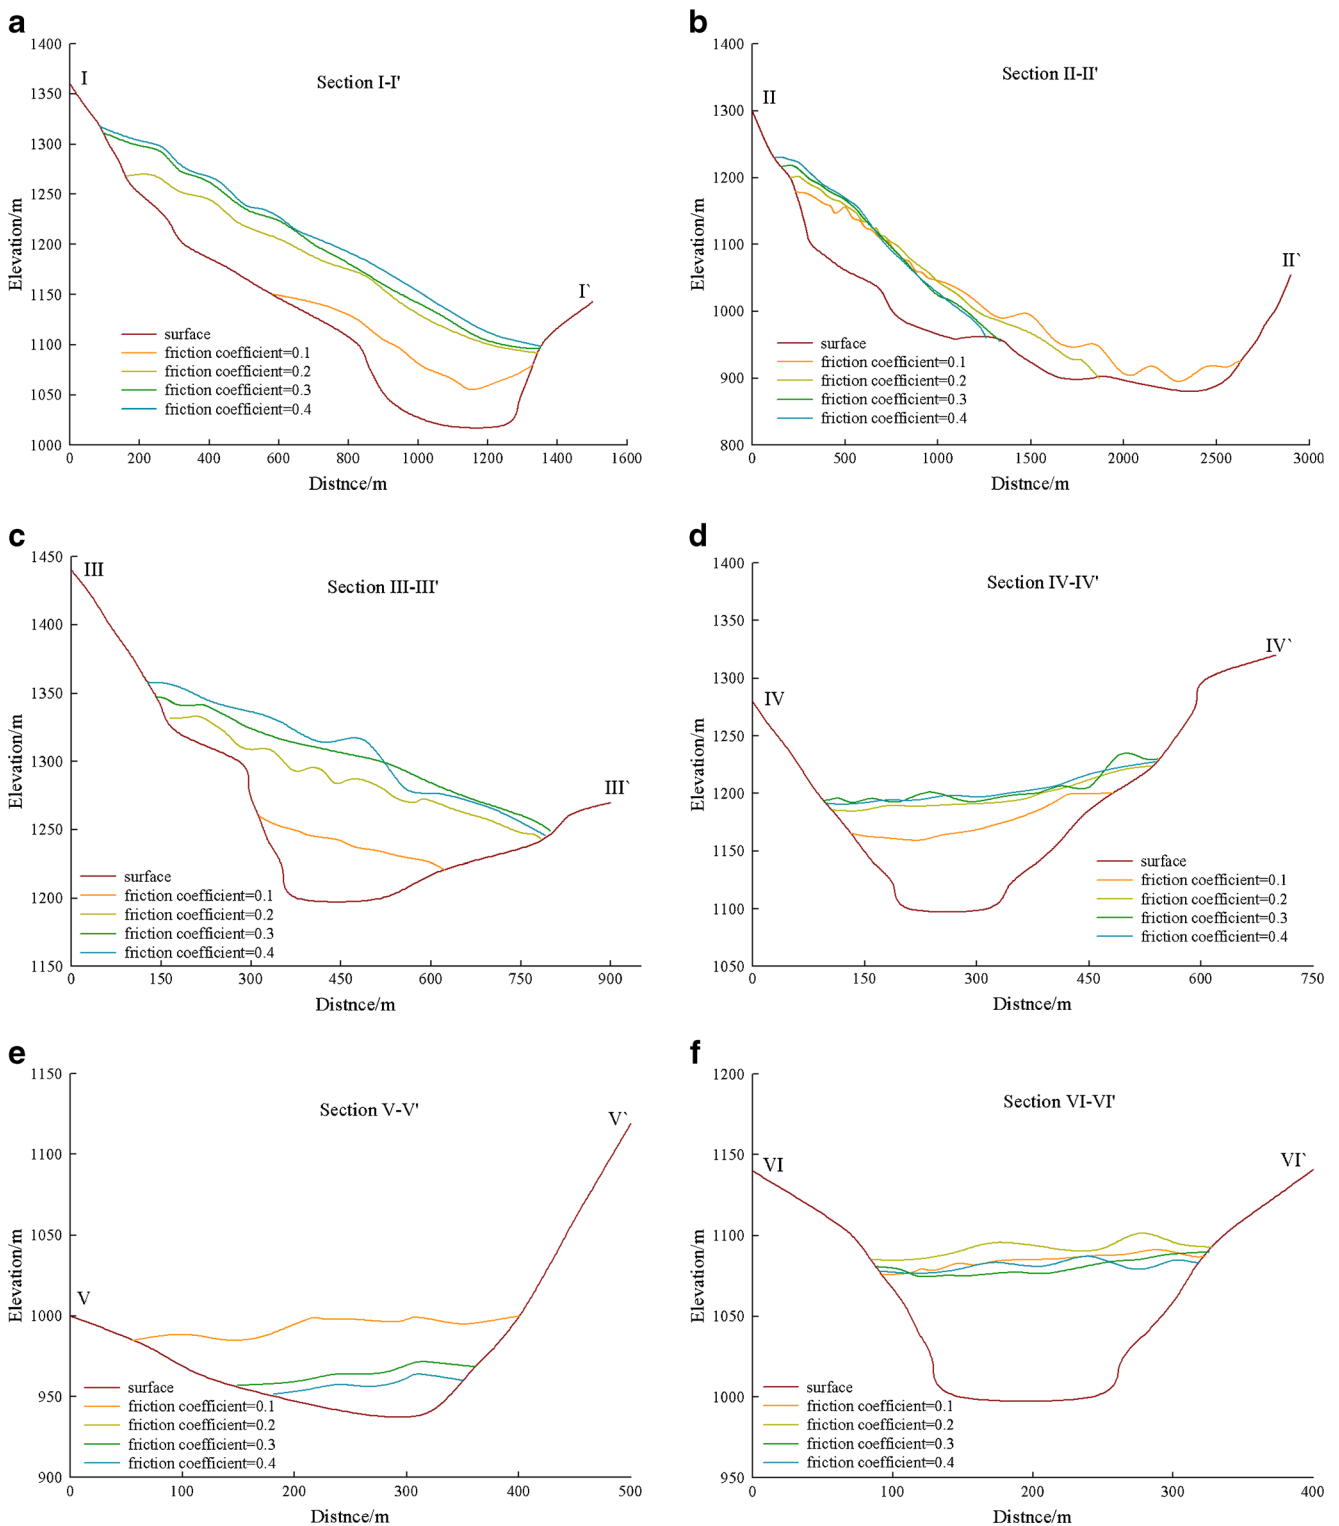 a
Section I-I'
I
I`
Elevation/m
1400
1350
1300
1250
1200
1150
1100
1050
1000
surface
friction coefficient=0.1
friction coefficient=0.2
friction coefficient=0.3
friction coefficient=0.4
0 200 400 600 800 1000 1200 1400 1600
Distnce/m
b
Section II-II'
II
II`
Elevation/m
1400
1300
1200
1100
1000
900
800
surface
friction coefficient=0.1
friction coefficient=0.2
friction coefficient=0.3
friction coefficient=0.4
0 500 1000 1500 2000 2500 3000
Distnce/m
c
Section III-III'
III
III`
Elevation/m
1450
1400
1350
1300
1250
1200
1150
surface
friction coefficient=0.1
friction coefficient=0.2
friction coefficient=0.3
friction coefficient=0.4
0 150 300 450 600 750 900
Distnce/m
d
Section IV-IV'
IV
IV`
Elevation/m
1400
1350
1300
1250
1200
1150
1100
1050
surface
friction coefficient=0.1
friction coefficient=0.2
friction coefficient=0.3
friction coefficient=0.4
0 150 300 450 600 750
Distnce/m
e
Section V-V'
V
V`
Elevation/m
1150
1100
1050
1000
950
900
surface
friction coefficient=0.1
friction coefficient=0.2
friction coefficient=0.3
friction coefficient=0.4
0 100 200 300 400 500
Distnce/m
f
Section VI-VI'
VI
VI`
Elevation/m
1200
1150
1100
1050
1000
950
surface
friction coefficient=0.1
friction coefficient=0.2
friction coefficient=0.3
friction coefficient=0.4
0 100 200 300 400
Distnce/m